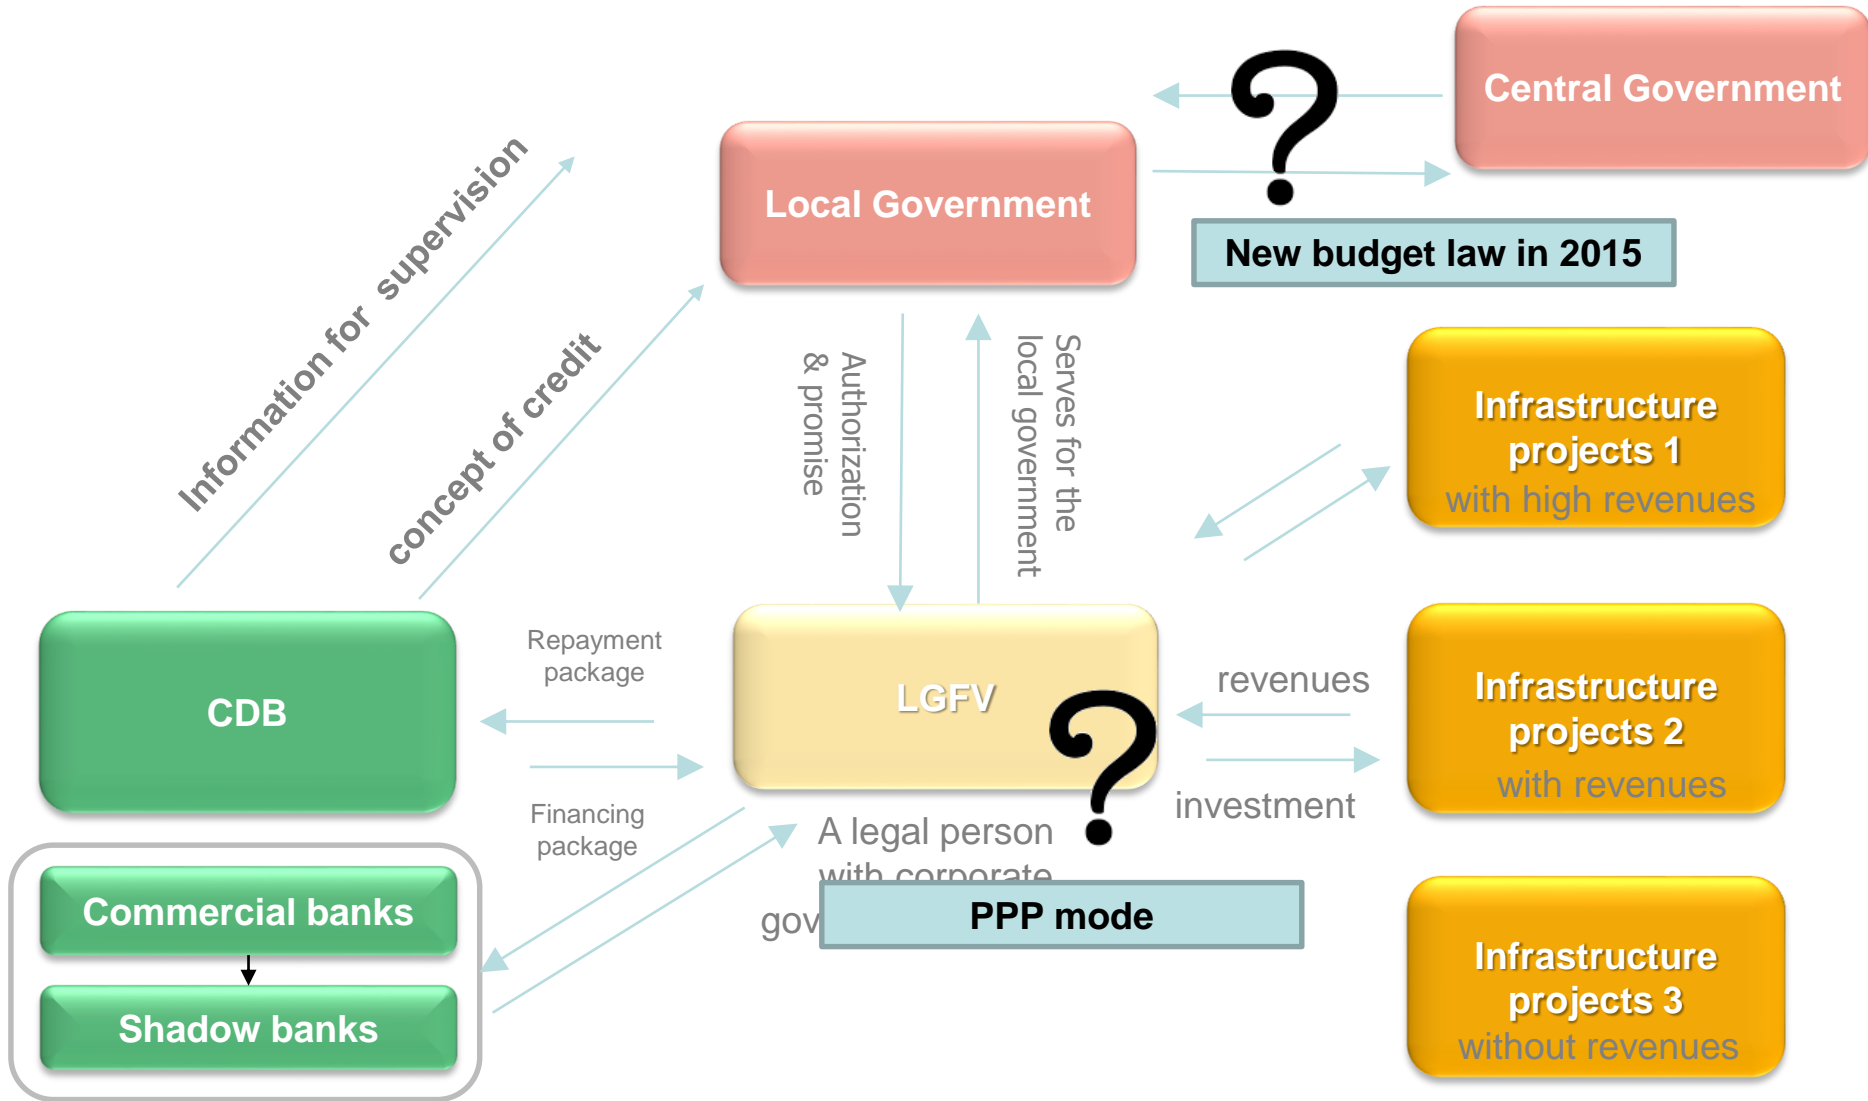 Central Government
Local Government
New budget law in 2015
Information for supervision
concept of credit
Authorization
& promise
Serves for the
local government
Infrastructure
projects 1
with high revenues
CDB
Repayment
package
Financing
package
LGFV
revenues
investment
Infrastructure
projects 2
with revenues
A legal person
with corporate
PPP mode
Commercial banks
Shadow banks
Infrastructure
projects 3
without revenues
?
?